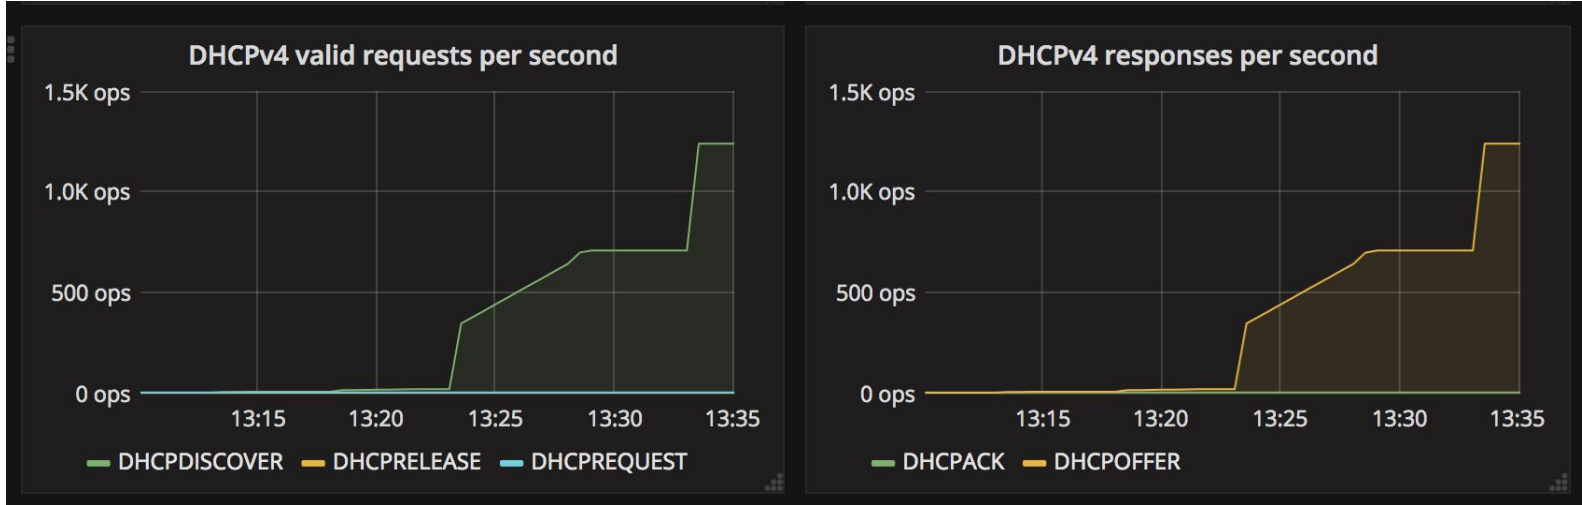 DHCPv4 valid requests per second
1.5K ops
1.0K ops
500 ops
0 ops
13:15 13:20 13:25 13:30 13:35
DHCPDISCOVER DHCPRELEASE DHCPREQUEST
DHCPv4 responses per second
1.5K ops
1.0K ops
500 ops
0 ops
13:15 13:20 13:25 13:30 13:35
DHCPACK DHCPOFFER